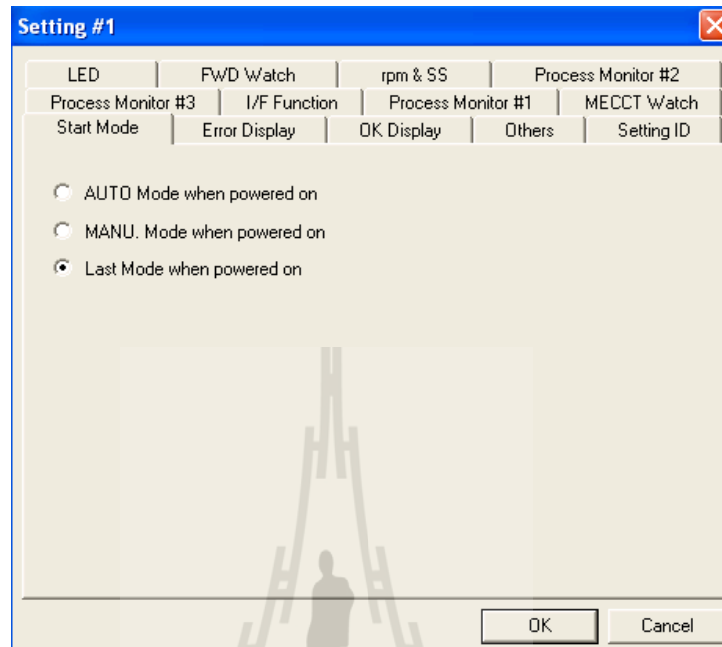 Setting #1
LED FWD Watch rpm & SS Process Monitor #2
Process Monitor #3 I/F Function Process Monitor #1 MECCT Watch
Start Mode Error Display OK Display Others Setting ID
AUTO Mode when powered on
MANU. Mode when powered on
Last Mode when powered on
OK Cancel